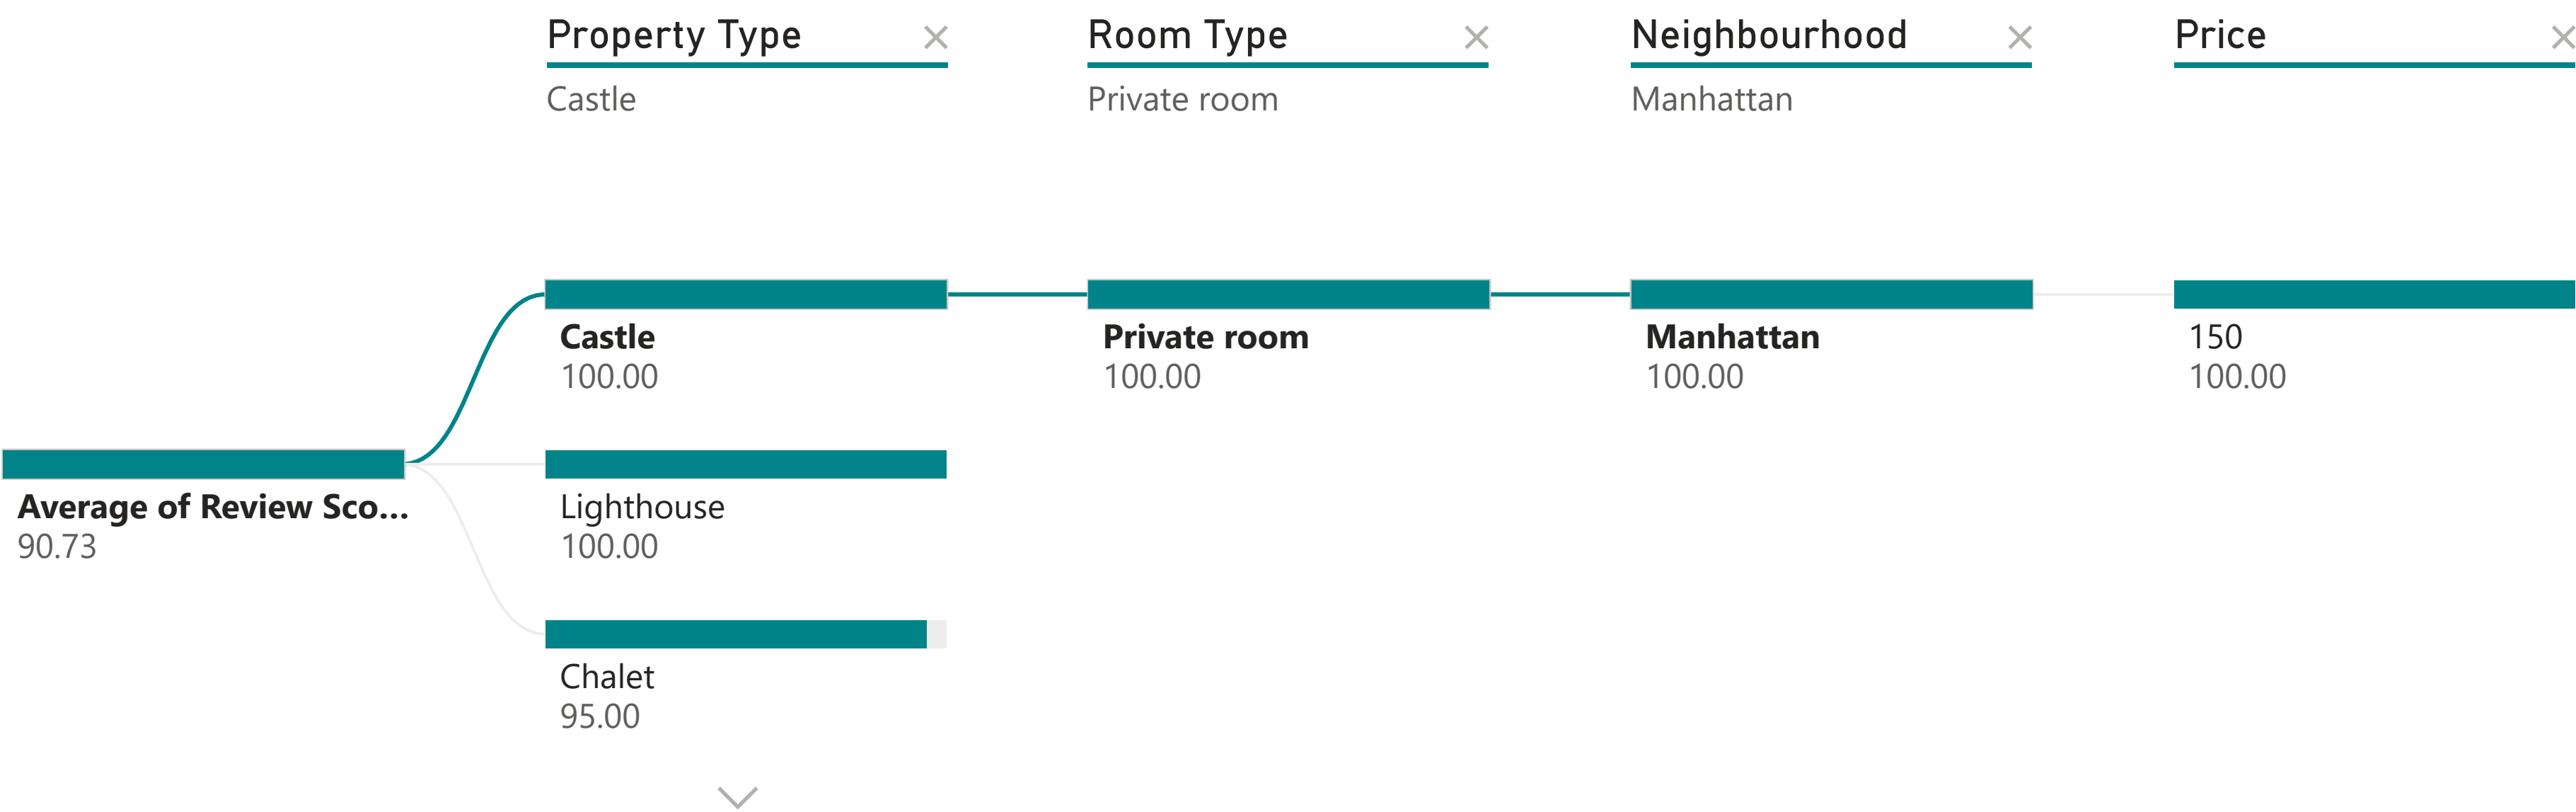 Property Type
Room Type
Neighbourhood
Price
Castle
Private room
Manhattan
Castle
100.00
Private room
100.00
Manhattan
100.00
150
100.00
Average of Review Sco...
90.73
Lighthouse
100.00
Chalet
95.00